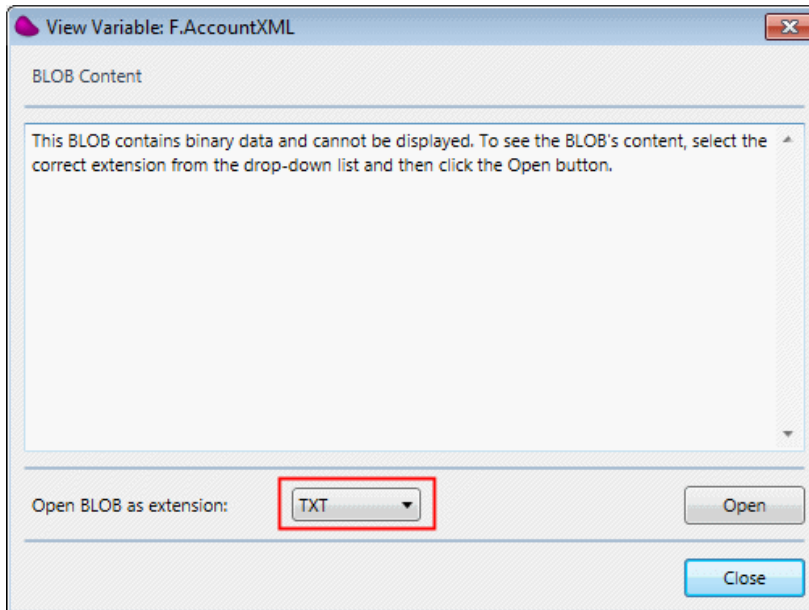 View Variable: F.AccountXML
BLOB Content
This BLOB contains binary data and cannot be displayed. To see the BLOB's content, select the
correct extension from the drop-down list and then click the Open button.
Open BLOB as extension:
TXT
Open
Close